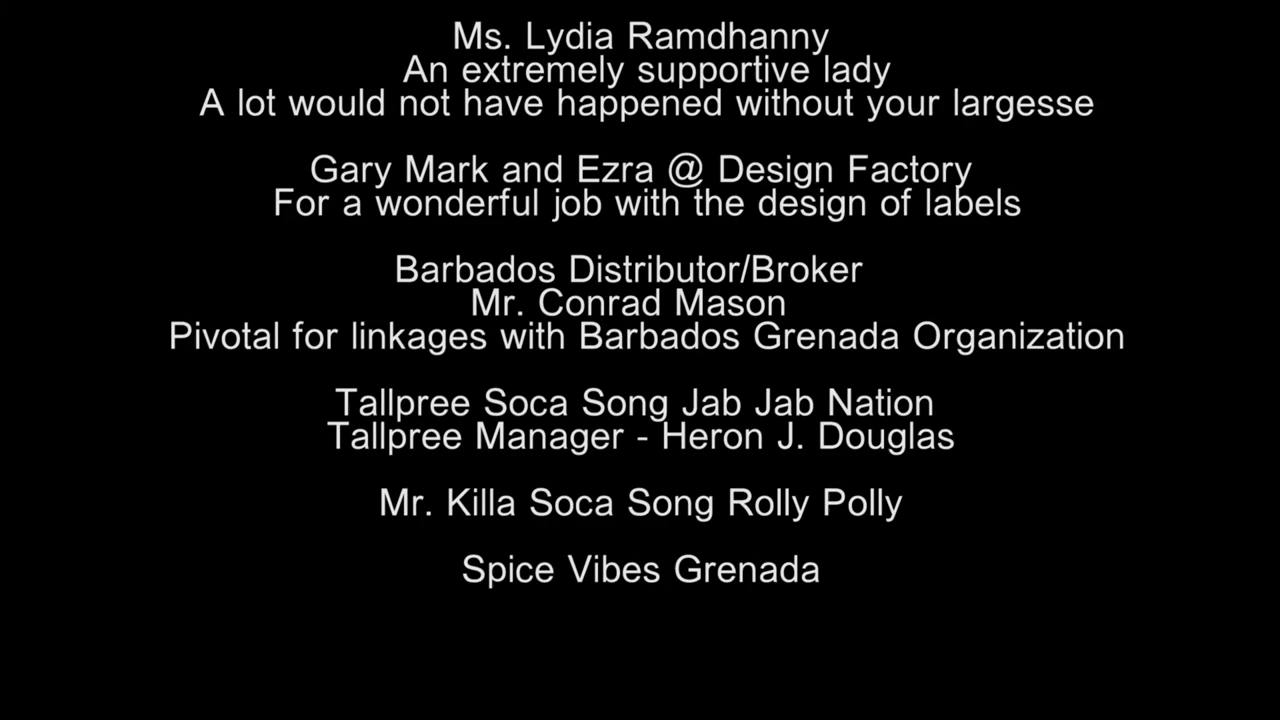 Ms. Lydia Ramdhanny
An extremely supportive lady
A lot would not have happened without your largesse
Gary Mark and Ezra @ Design Factory
For a wonderful job with the design of labels
Barbados Distributor/Broker
Mr. Conrad Mason
Pivotal for linkages with Barbados Grenada Organization
Tallpree Soca Song Jab Jab Nation
Tallpree Manager - Heron J. Douglas
Mr. Killa Soca Song Rolly Polly
Spice Vibes Grenada